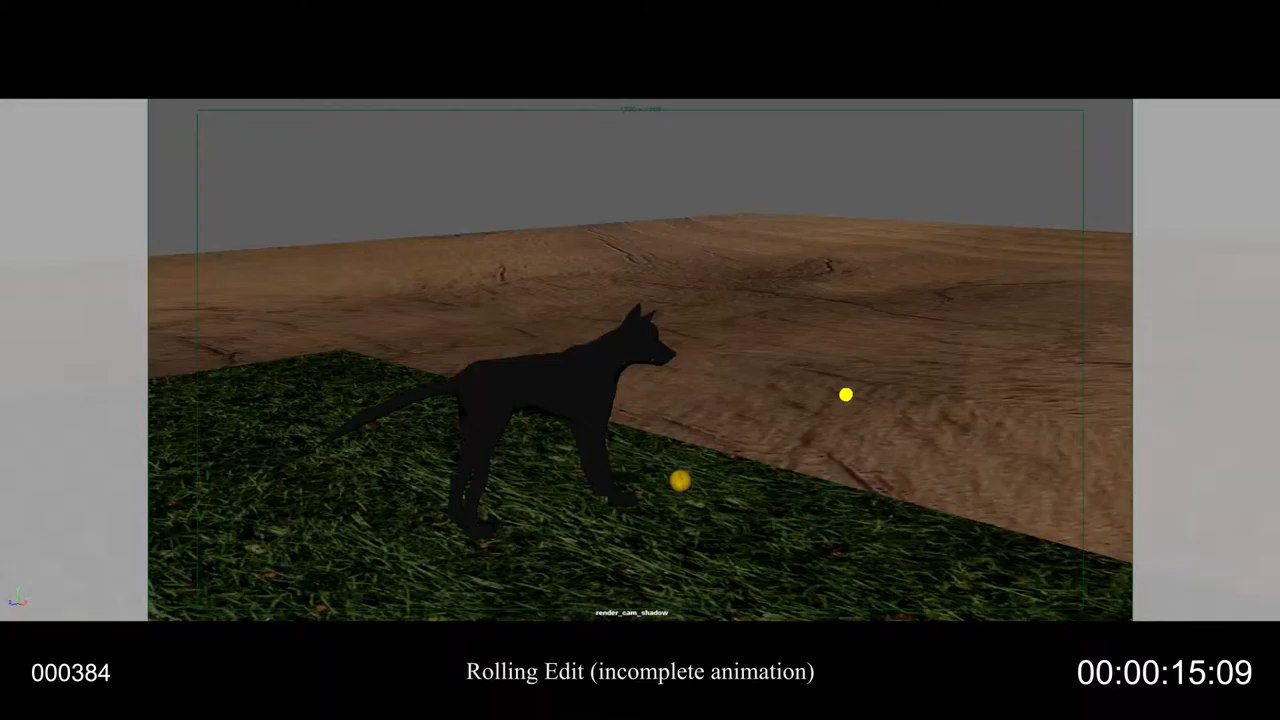 render_cam_shadow
000384
Rolling Edit (incomplete animation)
00:00:15:09